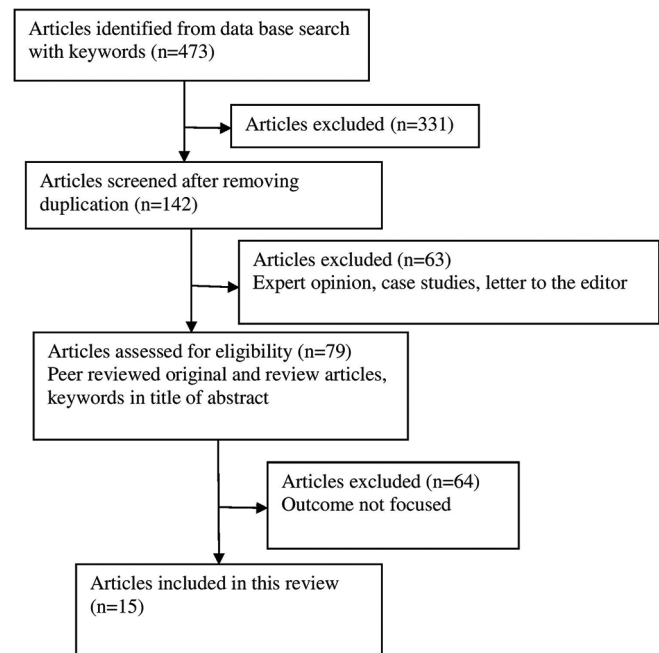 Articles identified from data base search
with keywords (n=473)
Articles excluded (n=331)
Articles screened after removing
duplication (n=142)
Articles excluded (n=63)
Expert opinion, case studies, letter to the editor
Articles assessed for eligibility (n=79)
Peer reviewed original and review articles,
keywords in title of abstract
Articles excluded (n=64)
Outcome not focused
Articles included in this review
(n=15)